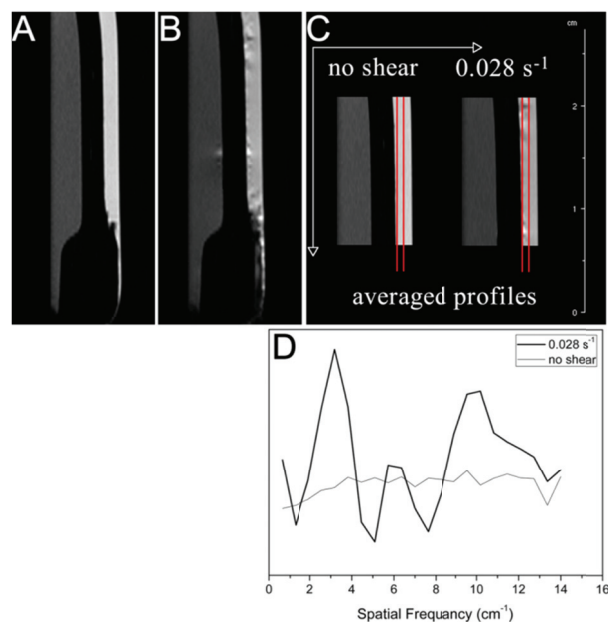 A
B
C
cm
no shear 0.028 s⁻¹
2
1
0
averaged profiles
D
0.028 s⁻¹
no shear
0 2 4 6 8 10 12 14 16
Spatial Frequancy (cm⁻¹)